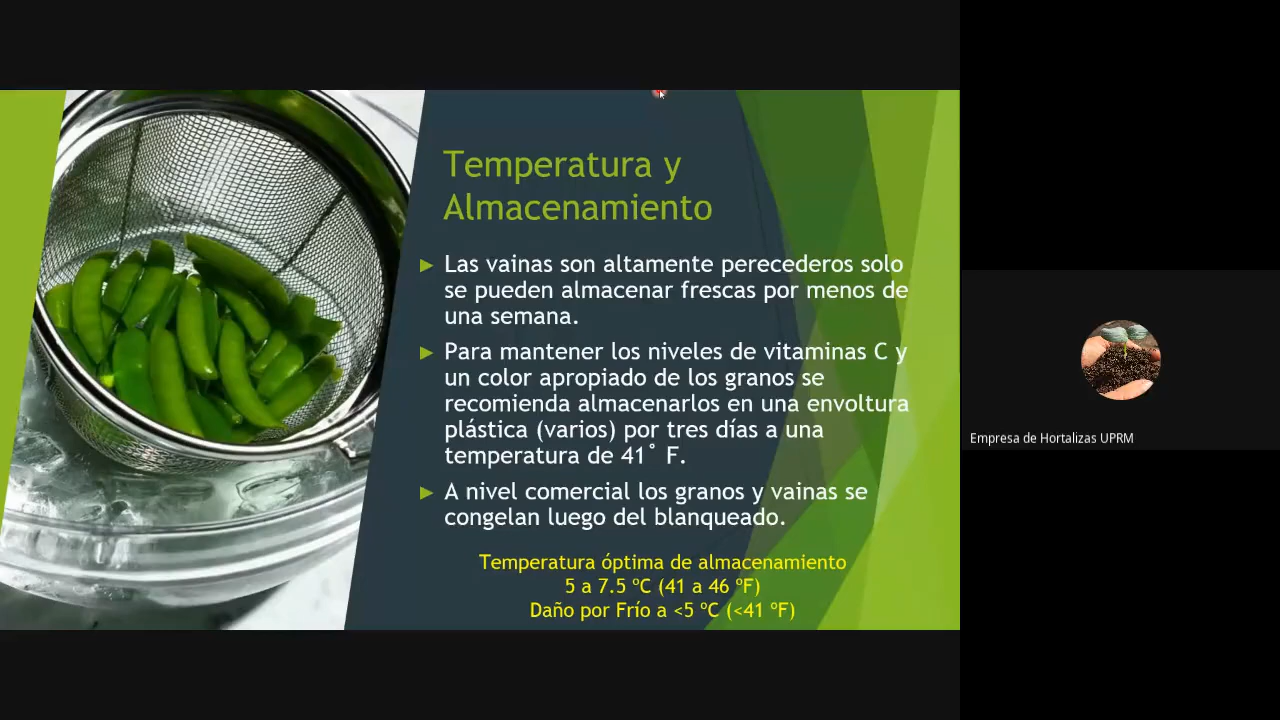 Temperatura y
Almacenamiento
Las vainas son altamente perecederos solo
se pueden almacenar frescas por menos de
una semana.
Para mantener los niveles de vitaminas C y
un color apropiado de los granos se
recomienda almacenarlos en una envoltura
plástica (varios) por tres días a una
temperatura de 41° F.
A nivel comercial los granos y vainas se
congelan luego del blanqueado.
Temperatura óptima de almacenamiento
5 a 7.5 ºC (41 a 46 ºF)
Daño por Frío a <5 ºC (<41 ºF)
Empresa de Hortalizas UPRM